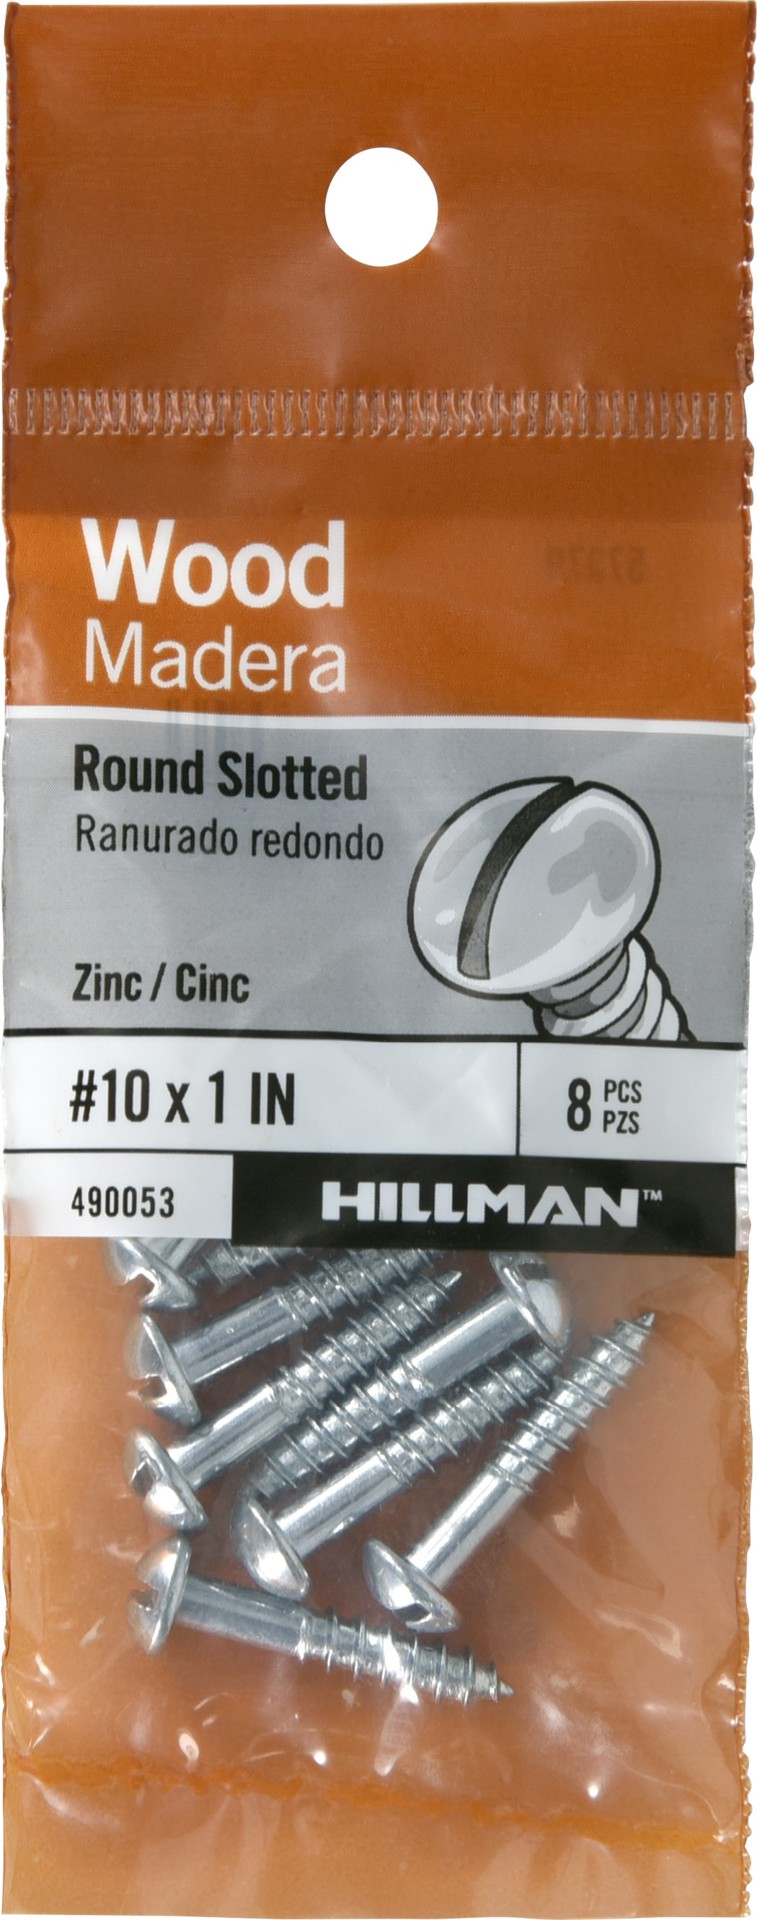 Wood
Madera
Round Slotted
Ranurado redondo
Zinc / Cinc
#10 x 1 IN
8 PCS
PZS
490053
HILLMAN™